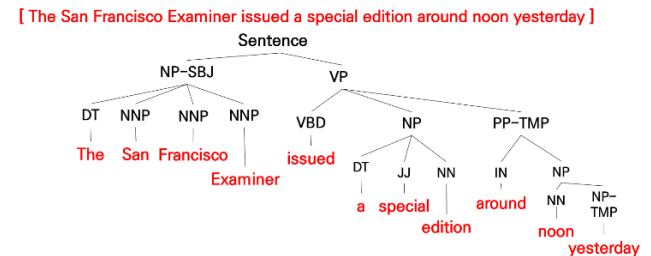 [ The San Francisco Examiner issued a special edition around noon yesterday ]
Sentence
NP-SBJ VP
DT NNP NNP NNP VBD NP PP-TMP
The San Francisco Examiner issued DT JJ NN IN NP
a special edition around NN NP-
TMP
noon yesterday